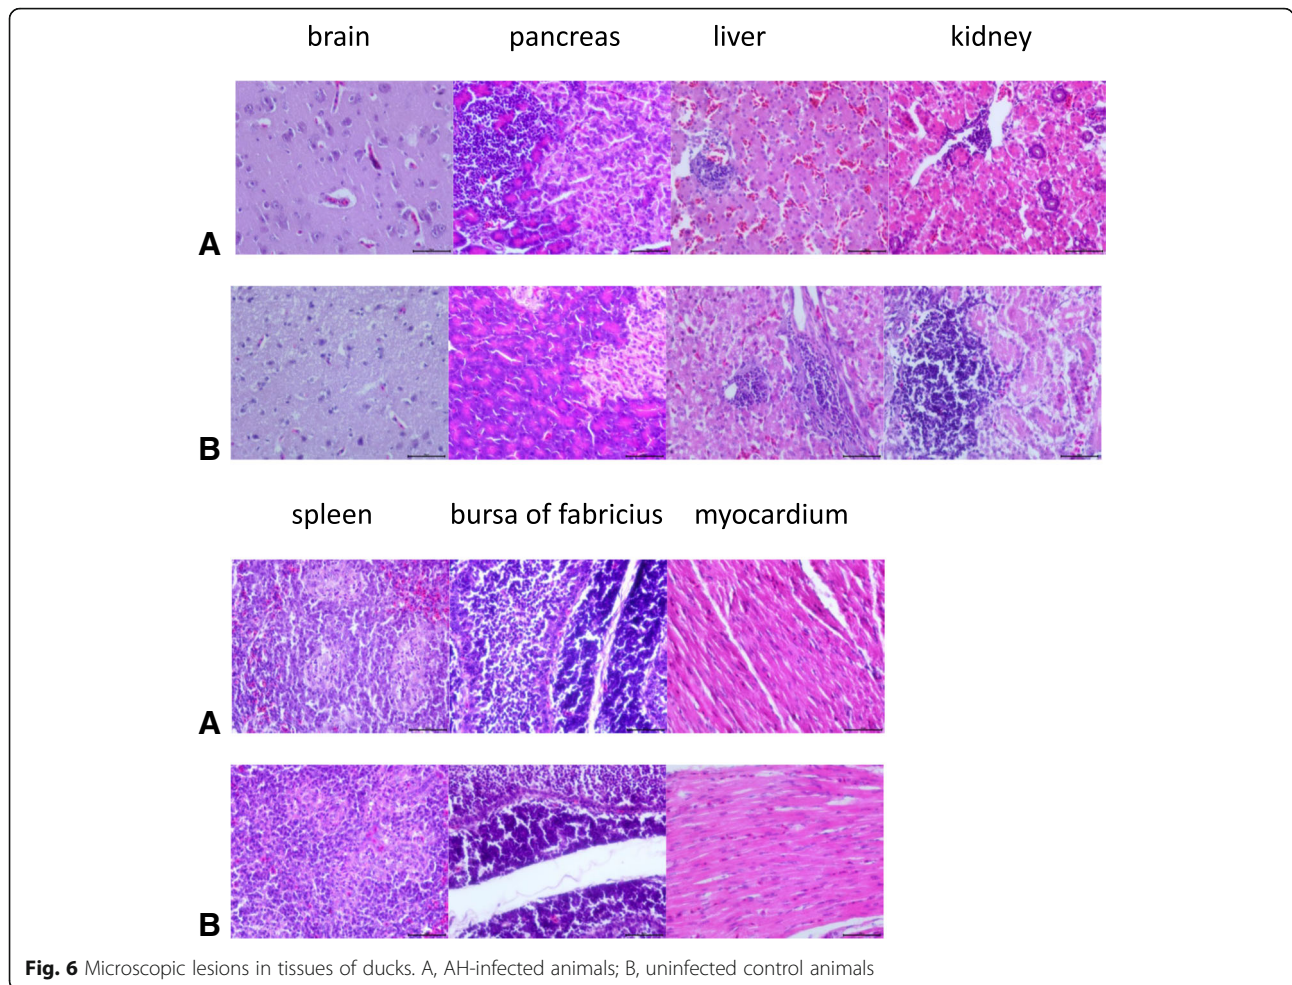 brain pancreas liver kidney
A
B
spleen bursa of fabricius myocardium
A
B
Fig. 6 Microscopic lesions in tissues of ducks. A, AH-infected animals; B, uninfected control animals